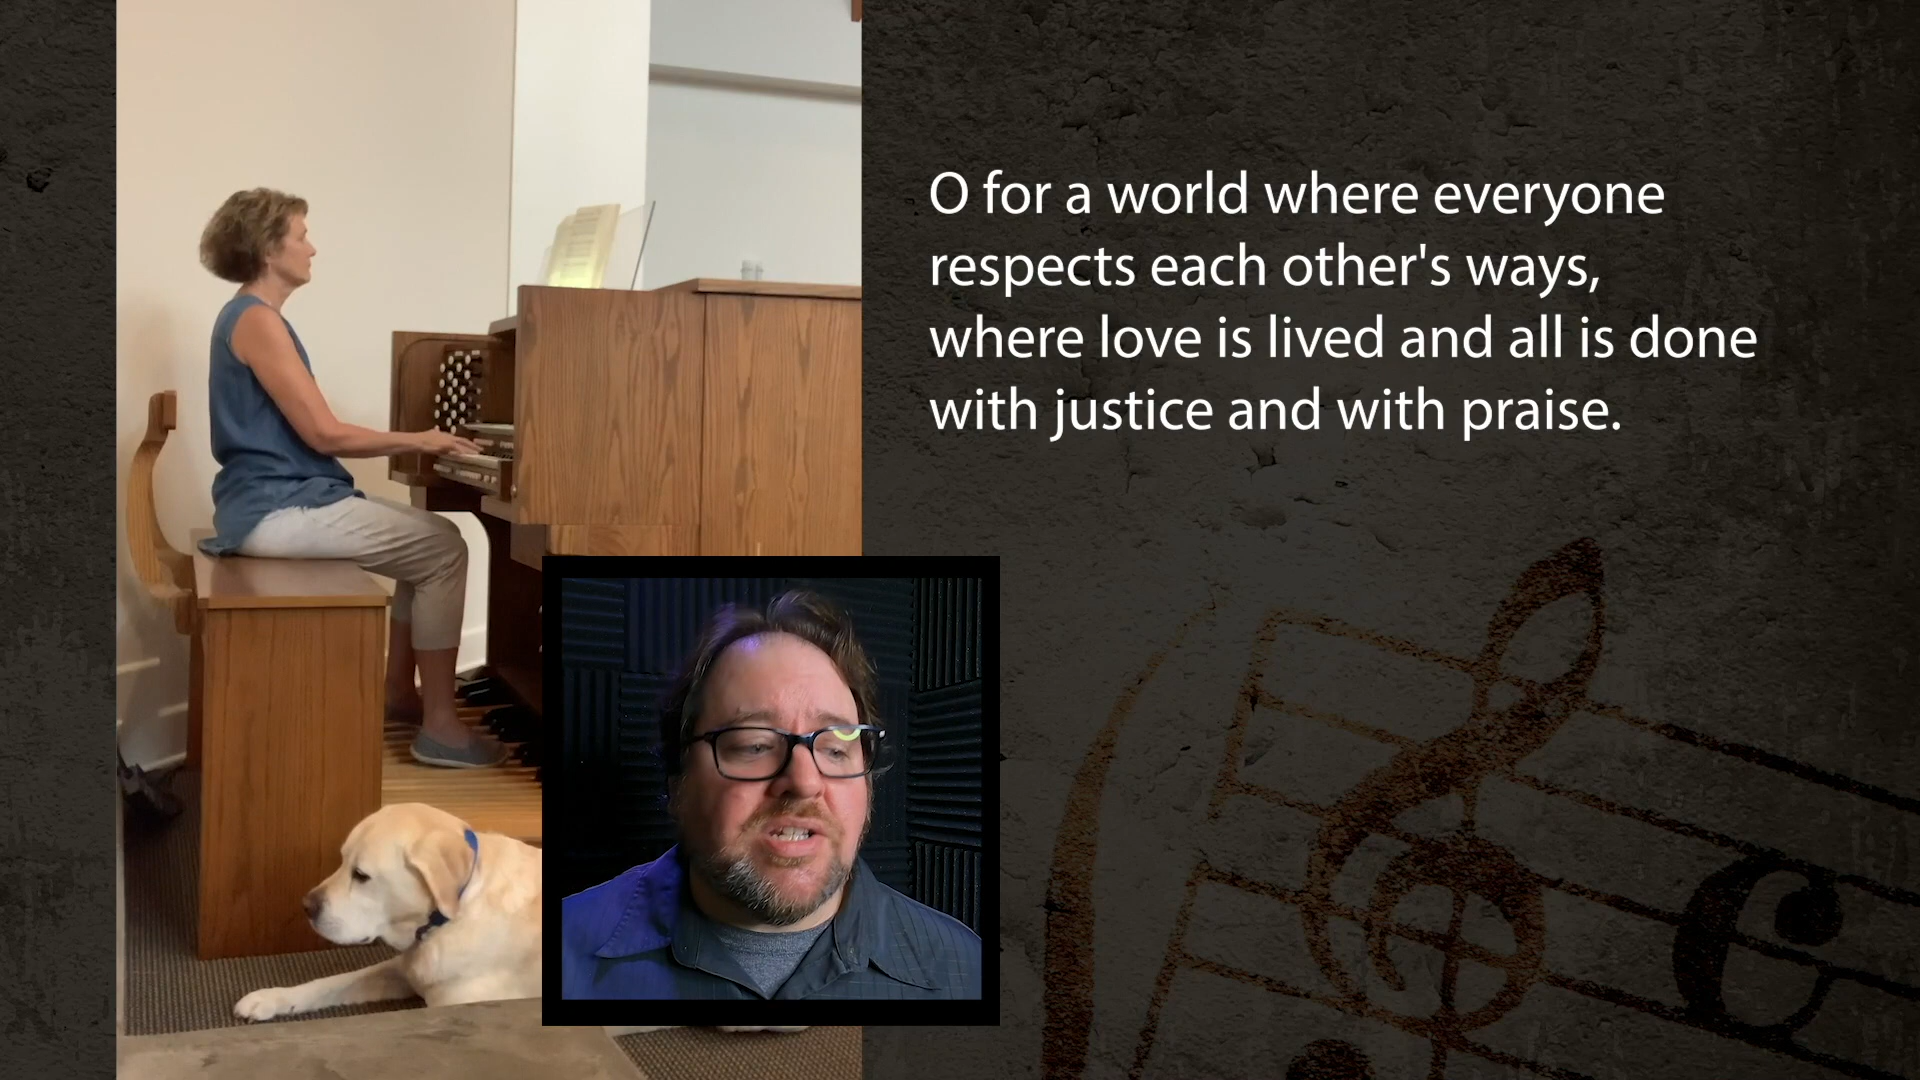 O for a world where everyone
respects each other's ways,
where love is lived and all is done
with justice and with praise.